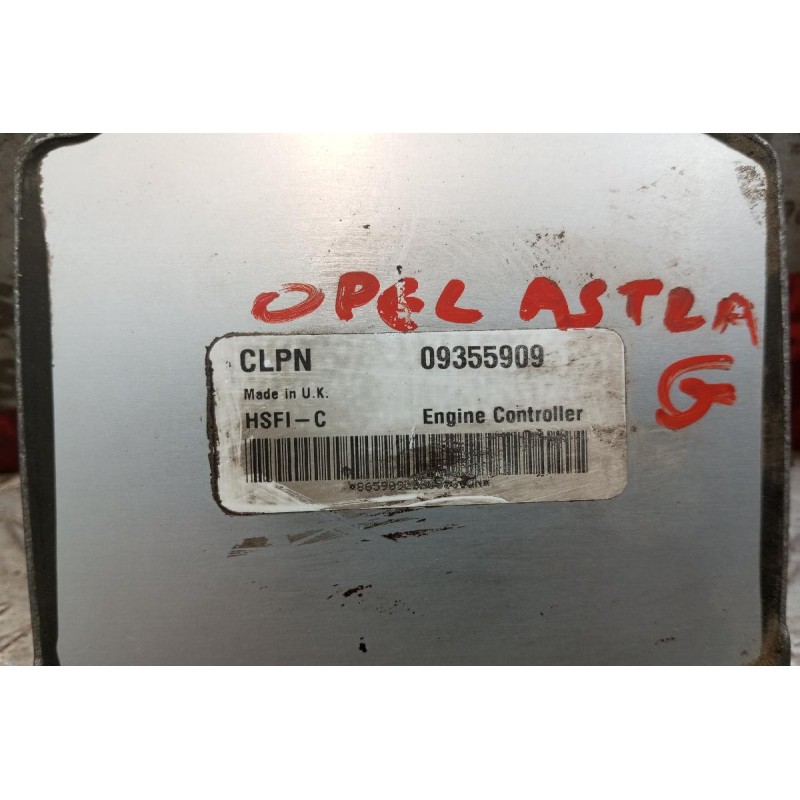 OPEL ASTRA
G
CLPN 09355909
Made in U.K.
HSFI-C Engine Controller